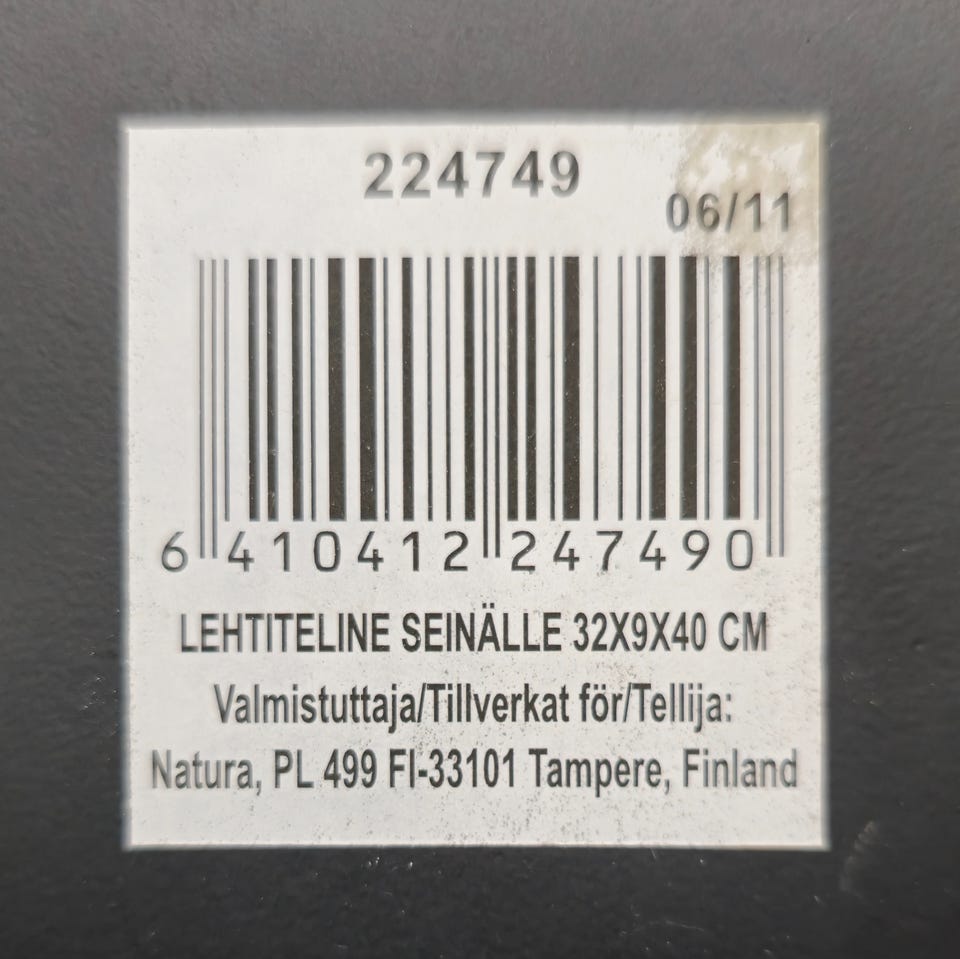 224749
06/11
6 410412 247490
LEHTITELINE SEINÄLLE 32X9X40 CM
Valmistuttaja/Tillverkat för/Tellija:
Natura, PL 499 FI-33101 Tampere, Finland